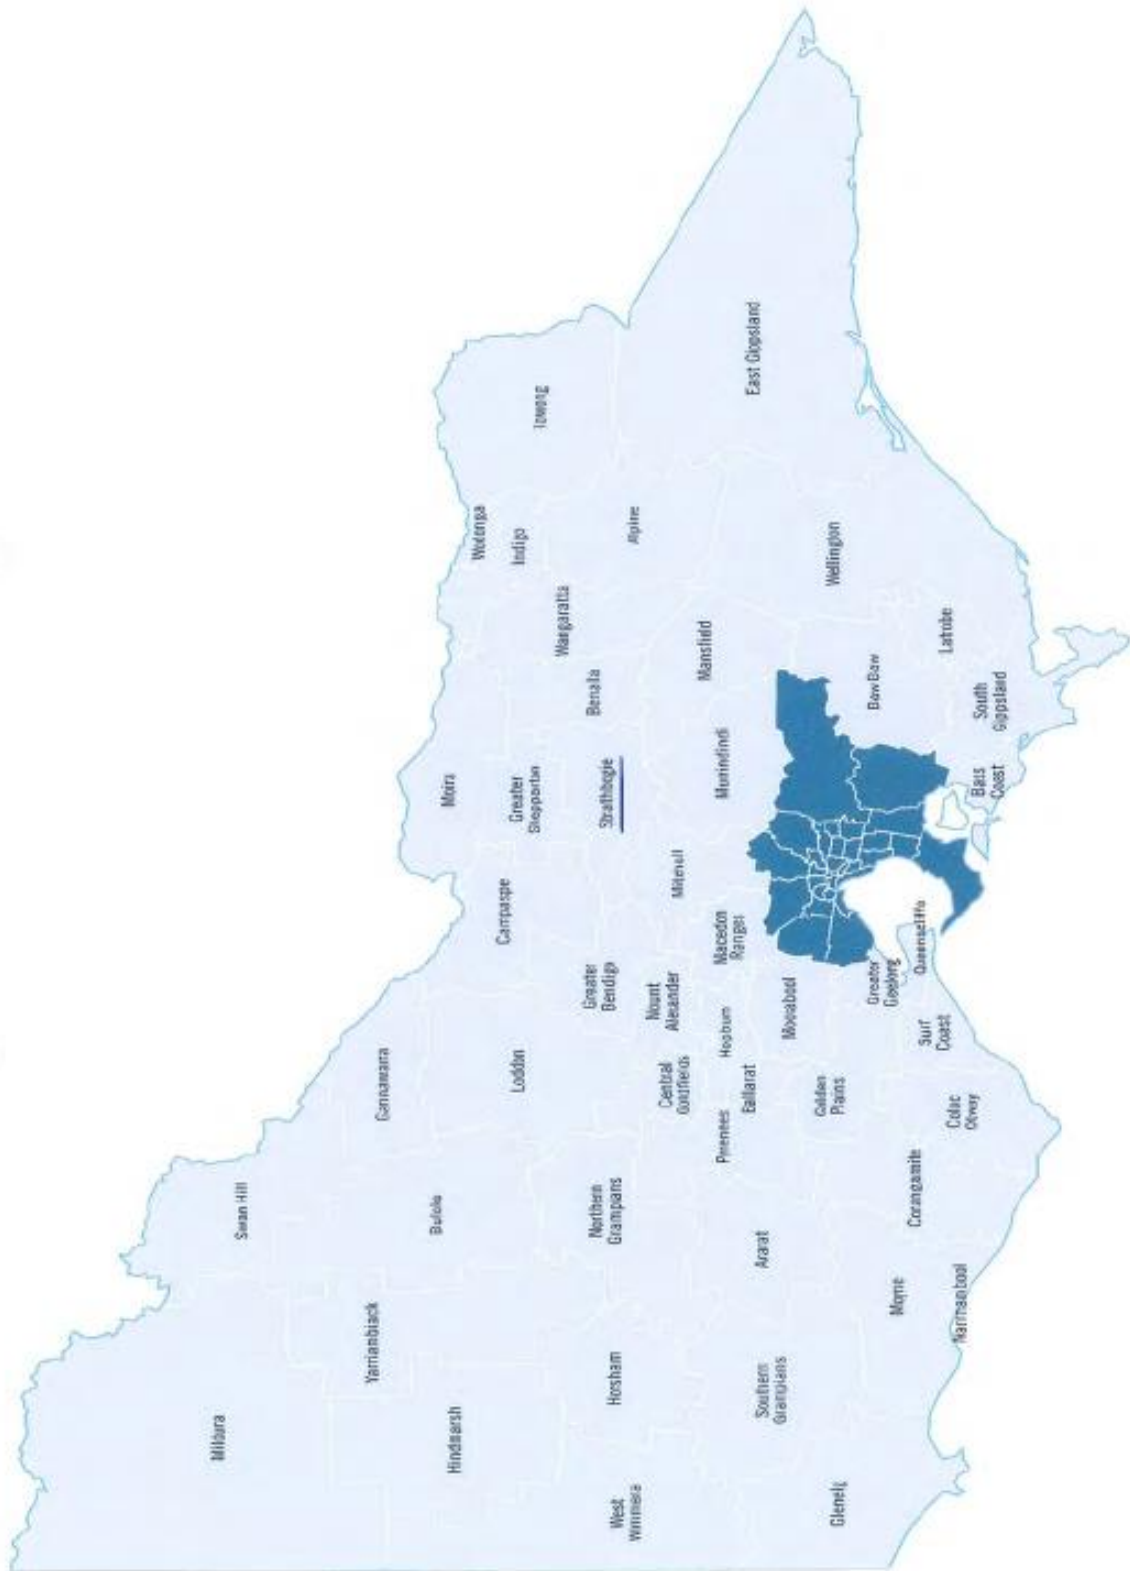 Mildura
Swan Hill
Yarriambiack
Gannawarra
Buloke
Hindmarsh
Moira
Wodonga
Campaspe
Loddon
Greater
Shepparton
Indigo
Towong
Wangaratta
Benalla
Strathbogie
Greater
Bendigo
Northern
Grampians
Horsham
West
Wimmera
Alpine
Mitchell
Mount
Alexander
Central
Goldfields
Mansfield
Murrindindi
Macedon
Ranges
Hepburn
Pyrenees
Ballarat
Ararat
East Gippsland
Southern
Grampians
Moorabool
Golden
Plains
Glenelg
Wellington
Baw Baw
Greater
Geelong
Moyne
Corangamite
Queenscliffe
Surf
Coast
Latrobe
Colac
Otway
Warrnambool
South
Gippsland
Bass
Coast